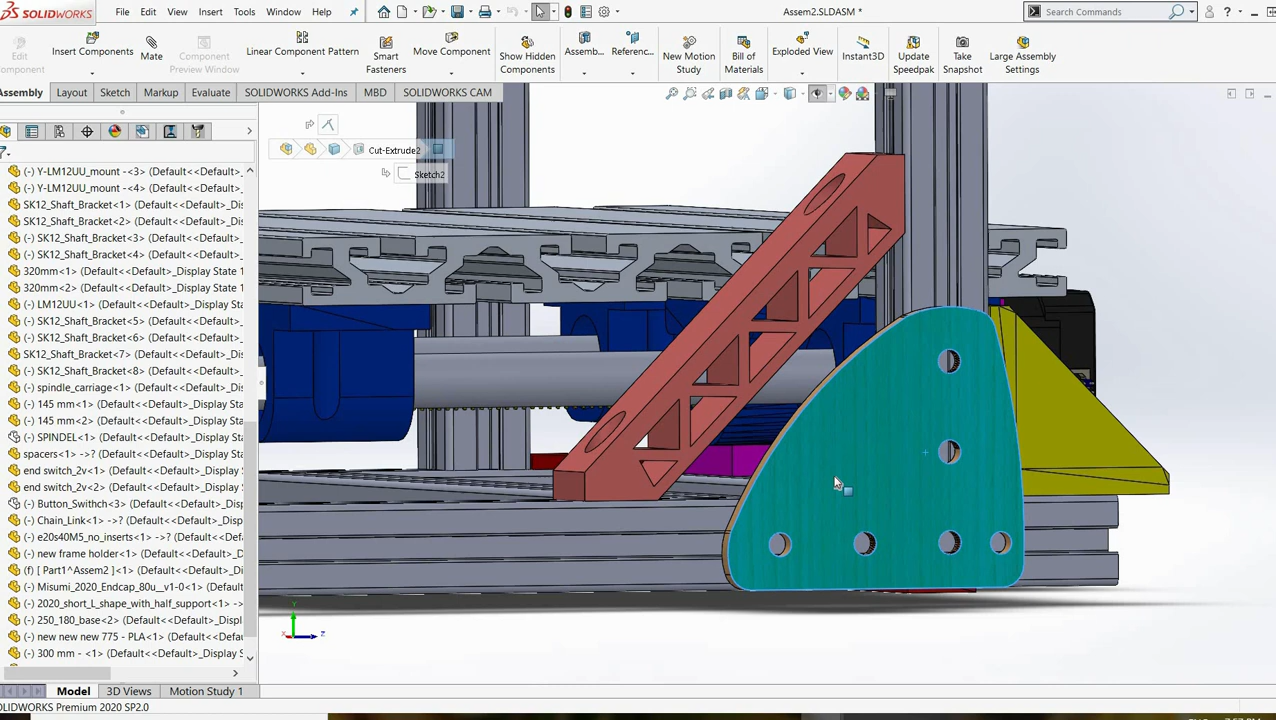 SOLIDWORKS File Edit View Insert Tools Window Help Assem2.SLDASM * Search Commands
Edit Component
Insert Components
Mate
Component Preview Window
Linear Component Pattern
Smart Fasteners
Move Component
Show Hidden Components
Assemb...
Referenc...
New Motion Study
Bill of Materials
Exploded View
Instant3D
Update Speedpak
Take Snapshot
Large Assembly Settings
Assembly Layout Sketch Markup Evaluate SOLIDWORKS Add-Ins MBD SOLIDWORKS CAM
Cut-Extrude2
Sketch2
(-) Y-LM12UU_mount -<3> (Default<<Default>
(-) Y-LM12UU_mount -<4> (Default<<Default>
SK12_Shaft_Bracket<1> (Default<<Default>_Dis
SK12_Shaft_Bracket<2> (Default<<Default>_Dis
(-) SK12_Shaft_Bracket<3> (Default<<Default>
(-) SK12_Shaft_Bracket<4> (Default<<Default>
320mm<1> (Default<<Default>_Display State 1
320mm<2> (Default<<Default>_Display State 1
(-) LM12UU<1> (Default<<Default>_Display Sta
(-) SK12_Shaft_Bracket<5> (Default<<Default>
(-) SK12_Shaft_Bracket<6> (Default<<Default>
(-) SK12_Shaft_Bracket<7> (Default<<Default>
(-) SK12_Shaft_Bracket<8> (Default<<Default>
(-) spindle_carriage<1> (Default<<Default>_Di
(-) 145 mm<1> (Default<<Default>_Display Sta
(-) 145 mm<2> (Default<<Default>_Display Sta
(-) SPINDEL<1> (Default<<Default>_Display Sta
spacers<1> ->? (Default<<Default>_Display Sta
end switch_2v<1> (Default<<Default>_Display
end switch_2v<2> (Default<<Default>_Display
(-) Button_Swithch<3> (Default<<Default>_Dis
(-) Chain_Link<1> (Default<<Default>_Display
(-) e20s40M5_no_inserts<1> (Default<<Default
(-) new frame holder<1> (Default<<Default>_D
(f) [ Part1^Assem2 ]<1> (Default<<Default>_D
(-) Misumi_2020_Endcap_80u_v1-0<1> (Default
(-) 2020_short_L_shape_with_half_support<1> ->
(-) 250_180_base<2> (Default<<Default>_Displ
(-) new new new 775 - PLA<1> (Default<<Defau
(-) 300 mm - <1> (Default<<Default>_Display
Y
x
Z
Model 3D Views Motion Study 1
SOLIDWORKS Premium 2020 SP2.0